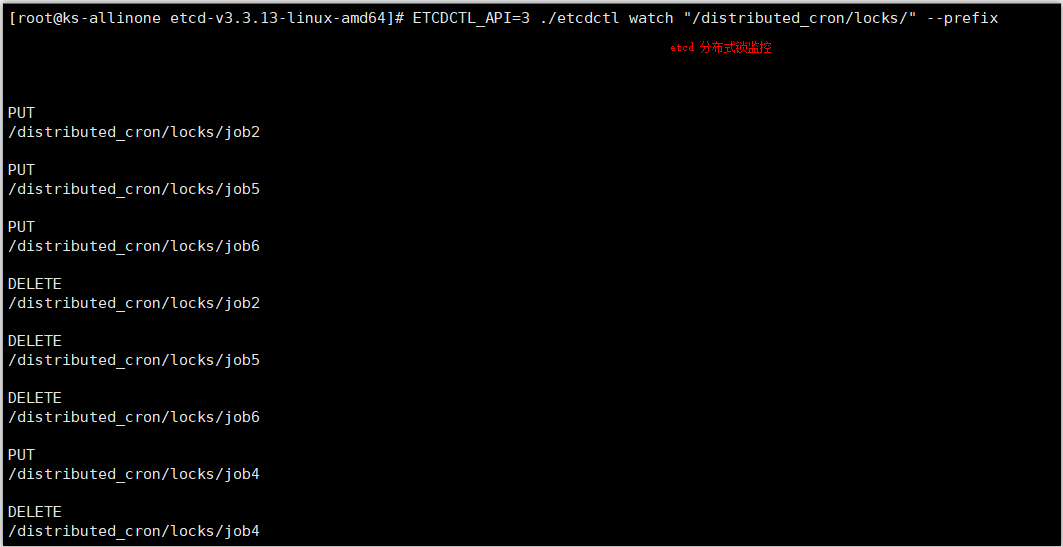 [root@ks-allinone etcd-v3.3.13-linux-amd64]# ETCDCTL_API=3 ./etcdctl watch "/distributed_cron/locks/" --prefix
etcd 分布式锁监控
PUT
/distributed_cron/locks/job2
PUT
/distributed_cron/locks/job5
PUT
/distributed_cron/locks/job6
DELETE
/distributed_cron/locks/job2
DELETE
/distributed_cron/locks/job5
DELETE
/distributed_cron/locks/job6
PUT
/distributed_cron/locks/job4
DELETE
/distributed_cron/locks/job4